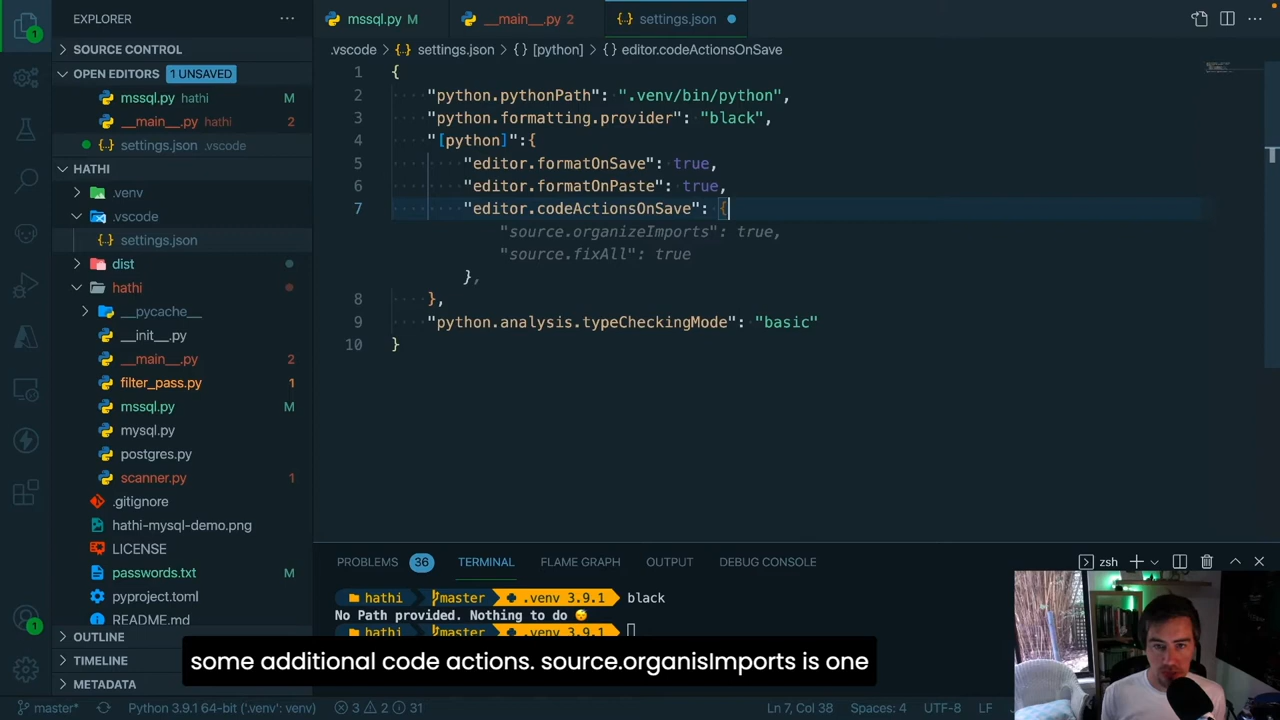 EXPLORER
SOURCE CONTROL
OPEN EDITORS 1 UNSAVED
mssql.py hathi M
__main__.py hathi 2
settings.json .vscode
HATHI
.venv
.vscode
settings.json
dist
hathi
__pycache__
__init__.py
__main__.py 2
filter_pass.py 1
mssql.py M
mysql.py
postgres.py
scanner.py 1
.gitignore
hathi-mysql-demo.png
LICENSE
passwords.txt M
pyproject.toml
README.md
OUTLINE
TIMELINE
METADATA
mssql.py M __main__.py 2 settings.json
.vscode > settings.json > {} [python] > {} editor.codeActionsOnSave
1 {
2 "python.pythonPath": ".venv/bin/python",
3 "python.formatting.provider": "black",
4 "[python]":{
5 "editor.formatOnSave": true,
6 "editor.formatOnPaste": true,
7 "editor.codeActionsOnSave": {
"source.organizeImports": true,
"source.fixAll": true
},
8 },
9 "python.analysis.typeCheckingMode": "basic"
10 }
PROBLEMS 36 TERMINAL FLAME GRAPH OUTPUT DEBUG CONSOLE zsh
hathi master .venv 3.9.1 black
No Path provided. Nothing to do 😴
hathi master .venv 3.9.1
some additional code actions. source.organisImports is one
master* Python 3.9.1 64-bit ('.venv': venv) 3 2 31 Ln 7, Col 38 Spaces: 4 UTF-8 LF
1
1